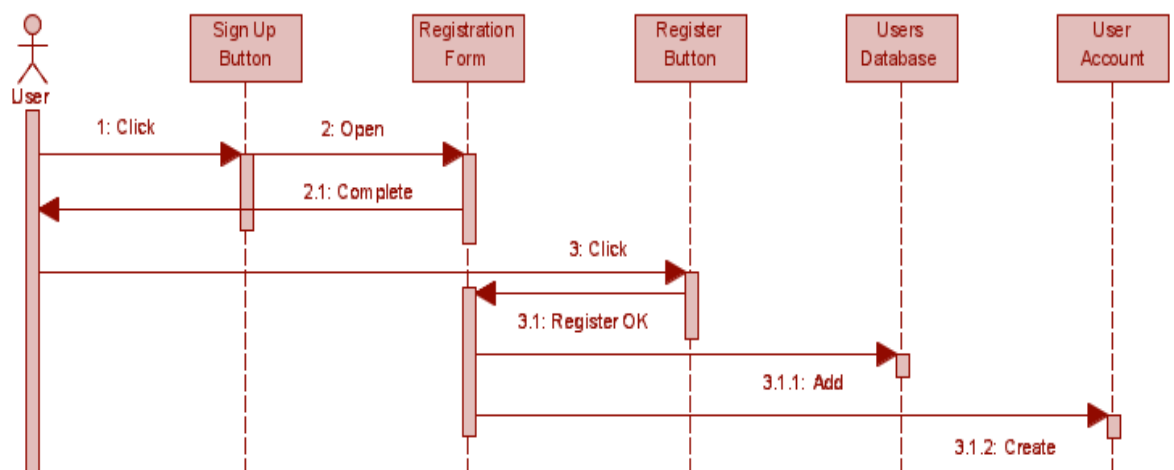 Sign Up
Button
Registration
Form
Register
Button
Users
Database
User
Account
User
1: Click
2: Open
2.1: Complete
3: Click
3.1: Register OK
3.1.1: Add
3.1.2: Create